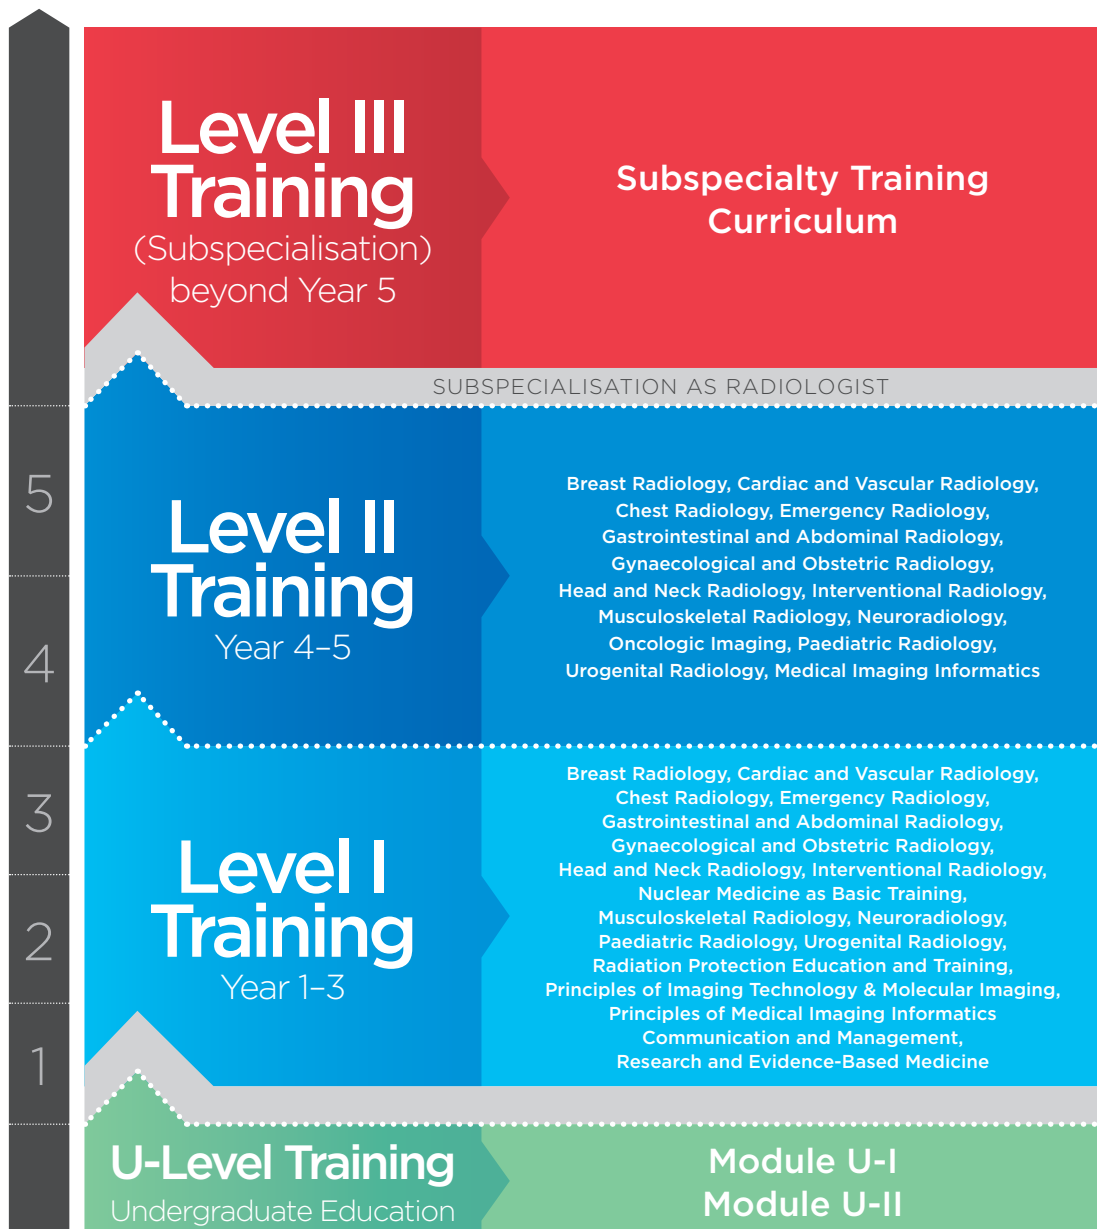 Level III
Training
(Subspecialisation)
beyond Year 5
Subspecialty Training
Curriculum
SUBSPECIALISATION AS RADIOLOGIST
5
4
Level II
Training
Year 4–5
Breast Radiology, Cardiac and Vascular Radiology,
Chest Radiology, Emergency Radiology,
Gastrointestinal and Abdominal Radiology,
Gynaecological and Obstetric Radiology,
Head and Neck Radiology, Interventional Radiology,
Musculoskeletal Radiology, Neuroradiology,
Oncologic Imaging, Paediatric Radiology,
Urogenital Radiology, Medical Imaging Informatics
3
2
1
Level I
Training
Year 1–3
Breast Radiology, Cardiac and Vascular Radiology,
Chest Radiology, Emergency Radiology,
Gastrointestinal and Abdominal Radiology,
Gynaecological and Obstetric Radiology,
Head and Neck Radiology, Interventional Radiology,
Nuclear Medicine as Basic Training,
Musculoskeletal Radiology, Neuroradiology,
Paediatric Radiology, Urogenital Radiology,
Radiation Protection Education and Training,
Principles of Imaging Technology & Molecular Imaging,
Principles of Medical Imaging Informatics
Communication and Management,
Research and Evidence-Based Medicine
U-Level Training
Undergraduate Education
Module U-I
Module U-II